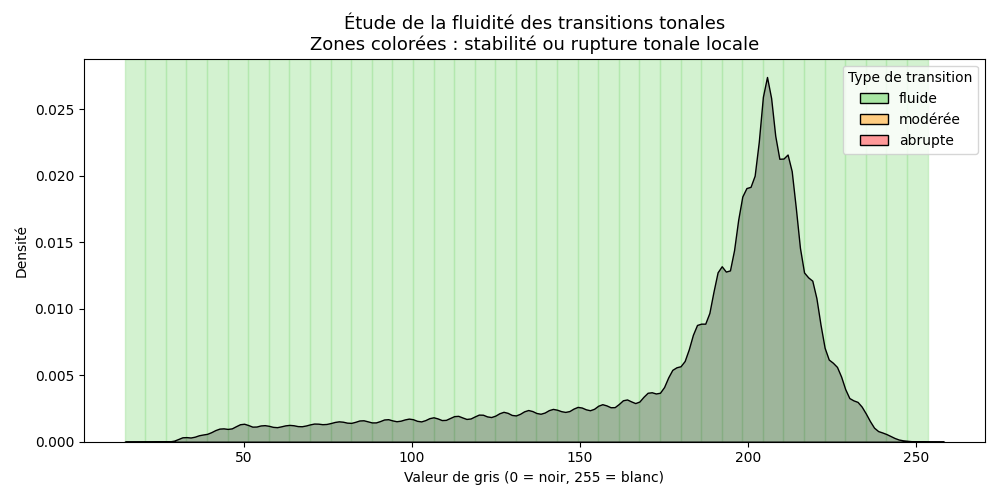 Étude de la fluidité des transitions tonales
Zones colorées : stabilité ou rupture tonale locale
Type de transition
fluide
modérée
abrupte
Densité
0.025
0.020
0.015
0.010
0.005
0.000
50
100
150
200
250
Valeur de gris (0 = noir, 255 = blanc)